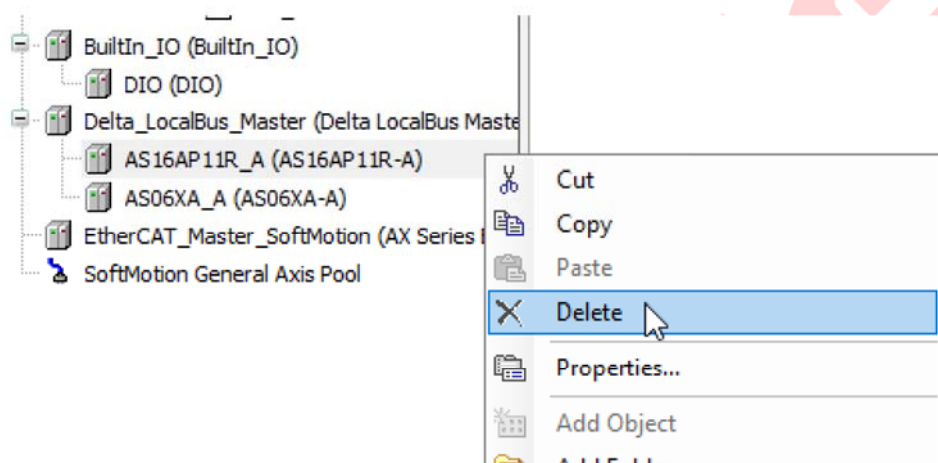 BuiltIn_IO (BuiltIn_IO)
DIO (DIO)
Delta_LocalBus_Master (Delta LocalBus Maste
AS16AP11R_A (AS16AP11R-A)
AS06XA_A (AS06XA-A)
EtherCAT_Master_SoftMotion (AX Series
SoftMotion General Axis Pool
Cut
Copy
Paste
Delete
Properties...
Add Object